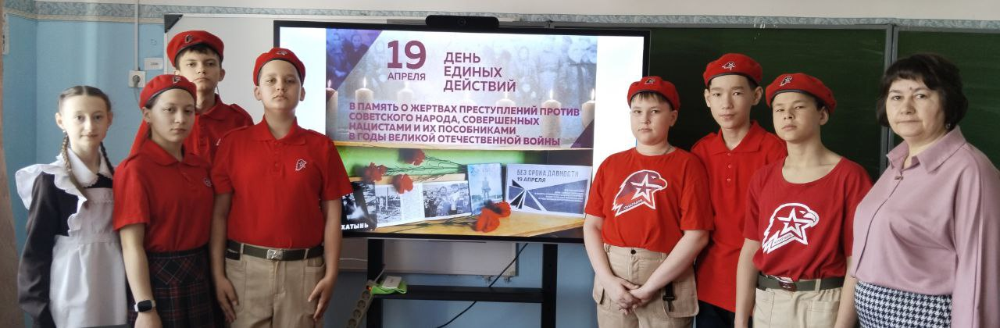 19
АПРЕЛЯ
ДЕНЬ
ЕДИНЫХ
ДЕЙСТВИЙ
В ПАМЯТЬ О ЖЕРТВАХ ПРЕСТУПЛЕНИЙ ПРОТИВ
СОВЕТСКОГО НАРОДА, СОВЕРШЕННЫХ
НАЦИСТАМИ И ИХ ПОСОБНИКАМИ
В ГОДЫ ВЕЛИКОЙ ОТЕЧЕСТВЕННОЙ ВОЙНЫ
БЕЗ СРОКА ДАВНОСТИ
19 АПРЕЛЯ
ХАТЫНЬ